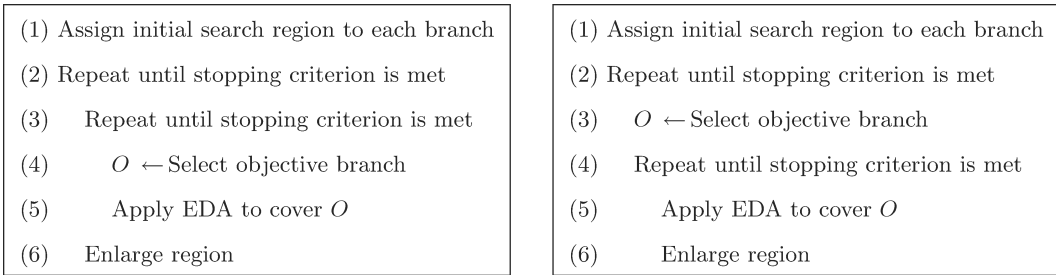 (1) Assign initial search region to each branch
(2) Repeat until stopping criterion is met
(3) Repeat until stopping criterion is met
(4) O ← Select objective branch
(5) Apply EDA to cover O
(6) Enlarge region
(1) Assign initial search region to each branch
(2) Repeat until stopping criterion is met
(3) O ← Select objective branch
(4) Repeat until stopping criterion is met
(5) Apply EDA to cover O
(6) Enlarge region